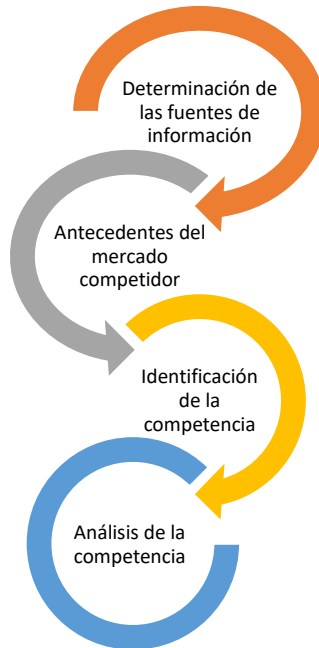 Determinación de
las fuentes de
información
Antecedentes del
mercado
competidor
Identificación
de la
competencia
Análisis de la
competencia